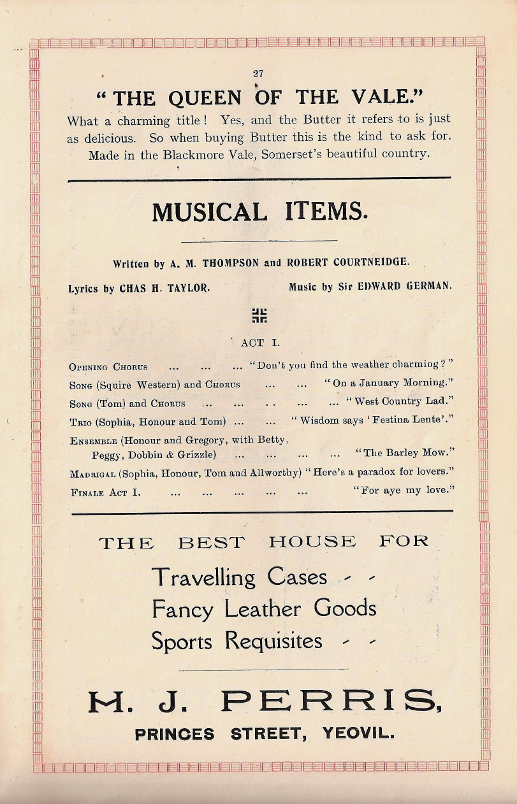 27
“ THE QUEEN OF THE VALE.”
What a charming title! Yes, and the Butter it refers to is just
as delicious. So when buying Butter this is the kind to ask for.
Made in the Blackmore Vale, Somerset's beautiful country.
MUSICAL ITEMS.
Written by A. M. THOMPSON and ROBERT COURTNEIDGE.
Lyrics by CHAS H. TAYLOR. Music by Sir EDWARD GERMAN.
ACT I.
OPENING CHORUS ... ... ... “Don't you find the weather charming?”
SONG (Squire Western) and CHORUS ... ... “On a January Morning.”
SONG (Tom) and CHORUS ... ... .. ... ... “West Country Lad.”
TRIO (Sophia, Honour and Tom) ... ... “Wisdom says ‘Festina Lente’.”
ENSEMBLE (Honour and Gregory, with Betty,
Peggy, Dobbin & Grizzle) ... ... ... ... “The Barley Mow.”
MADRIGAL (Sophia, Honour, Tom and Allworthy) “Here's a paradox for lovers.”
FINALE ACT I. ... ... ... ... ... “For aye my love.”
THE BEST HOUSE FOR
Travelling Cases - -
Fancy Leather Goods
Sports Requisites - -
H. J. PERRIS,
PRINCES STREET, YEOVIL.